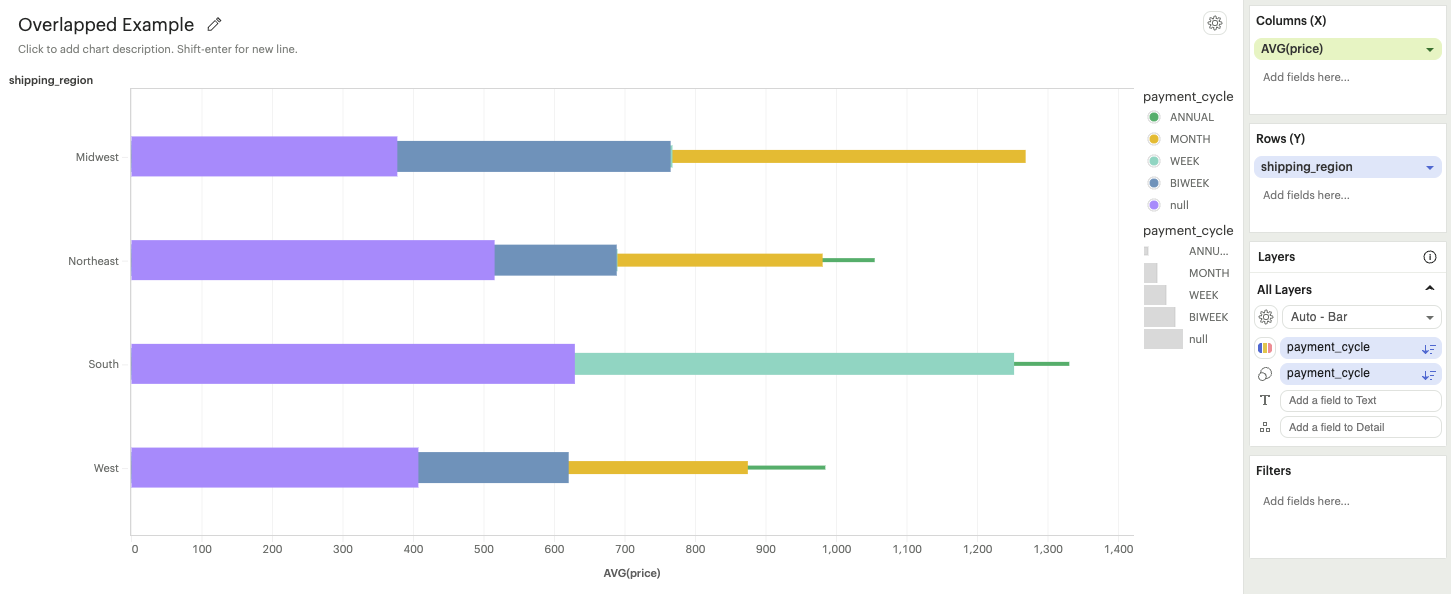 Overlapped Example
Click to add chart description. Shift-enter for new line.
shipping_region
Midwest
Northeast
South
West
0 100 200 300 400 500 600 700 800 900 1,000 1,100 1,200 1,300 1,400
AVG(price)
payment_cycle
ANNUAL
MONTH
WEEK
BIWEEK
null
payment_cycle
ANNU...
MONTH
WEEK
BIWEEK
null
Columns (X)
AVG(price)
Add fields here...
Rows (Y)
shipping_region
Add fields here...
Layers
All Layers
Auto - Bar
payment_cycle
payment_cycle
T Add a field to Text
Add a field to Detail
Filters
Add fields here...